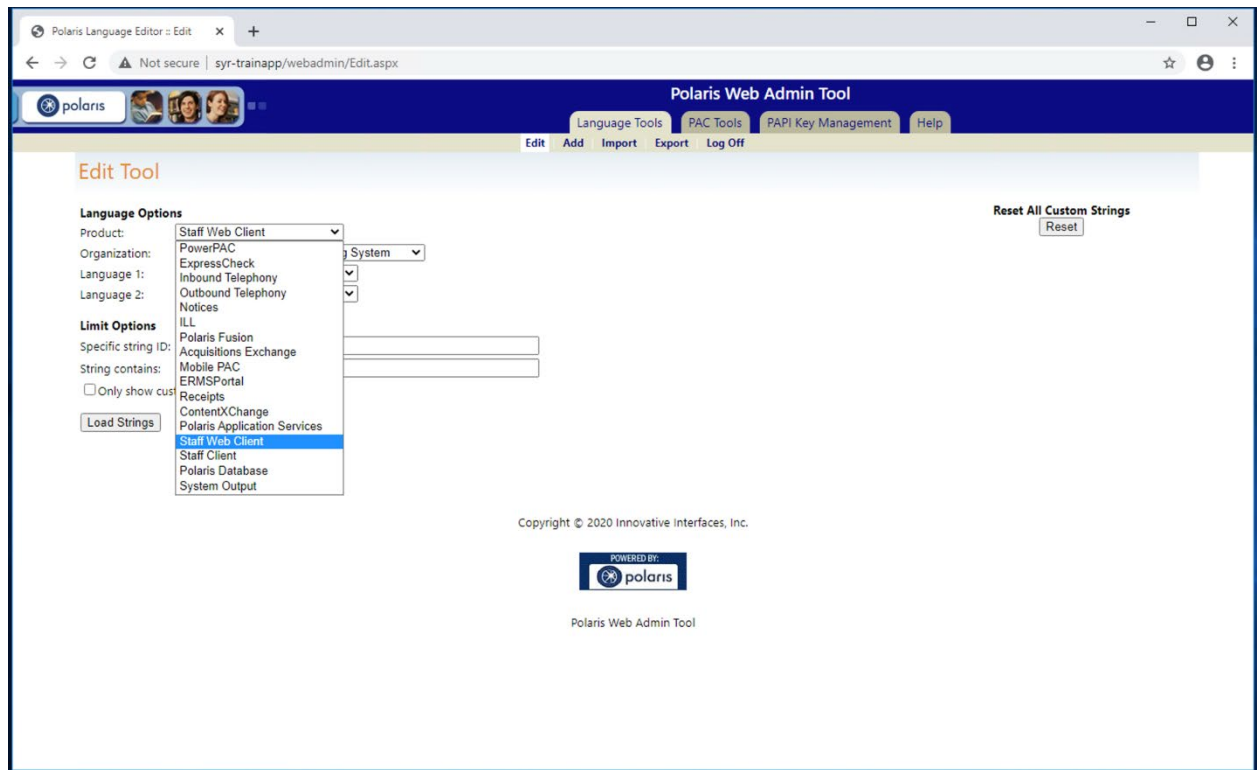 Polaris Language Editor :: Edit
Not secure | syr-trainapp/webadmin/Edit.aspx
polaris
Polaris Web Admin Tool
Language Tools PAC Tools PAPI Key Management Help
Edit Add Import Export Log Off
Edit Tool
Language Options
Reset All Custom Strings
Product: Staff Web Client
Reset
Organization: System
Language 1:
Language 2:
Limit Options
Specific string ID:
String contains:
Only show cust
Load Strings
PowerPAC
ExpressCheck
Inbound Telephony
Outbound Telephony
Notices
ILL
Polaris Fusion
Acquisitions Exchange
Mobile PAC
ERMSPortal
Receipts
ContentXChange
Polaris Application Services
Staff Web Client
Staff Client
Polaris Database
System Output
Copyright © 2020 Innovative Interfaces, Inc.
POWERED BY:
polaris
Polaris Web Admin Tool